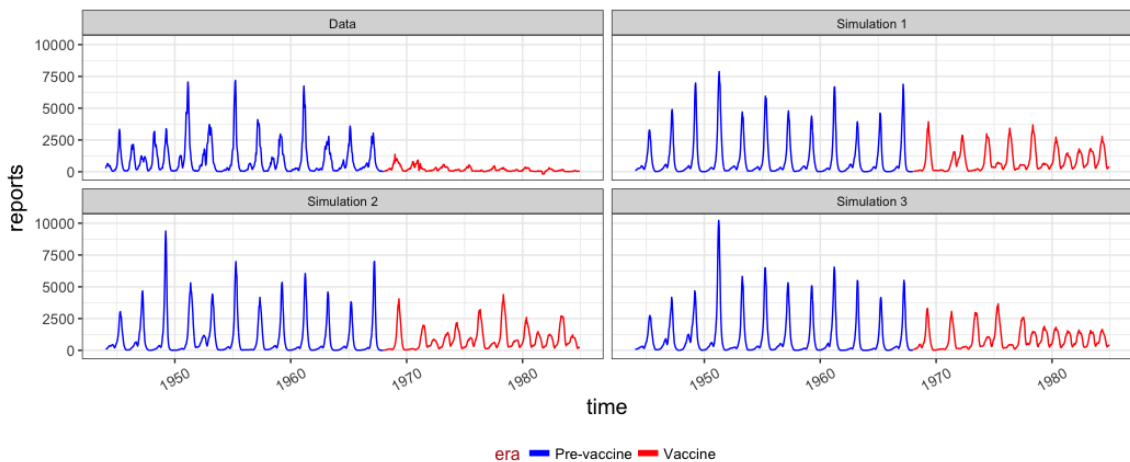 Data
Simulation 1
10000
7500
5000
2500
0
Simulation 2
Simulation 3
10000
7500
5000
2500
0
1950
1960
1970
1980
1950
1960
1970
1980
reports
time
era Pre-vaccine Vaccine